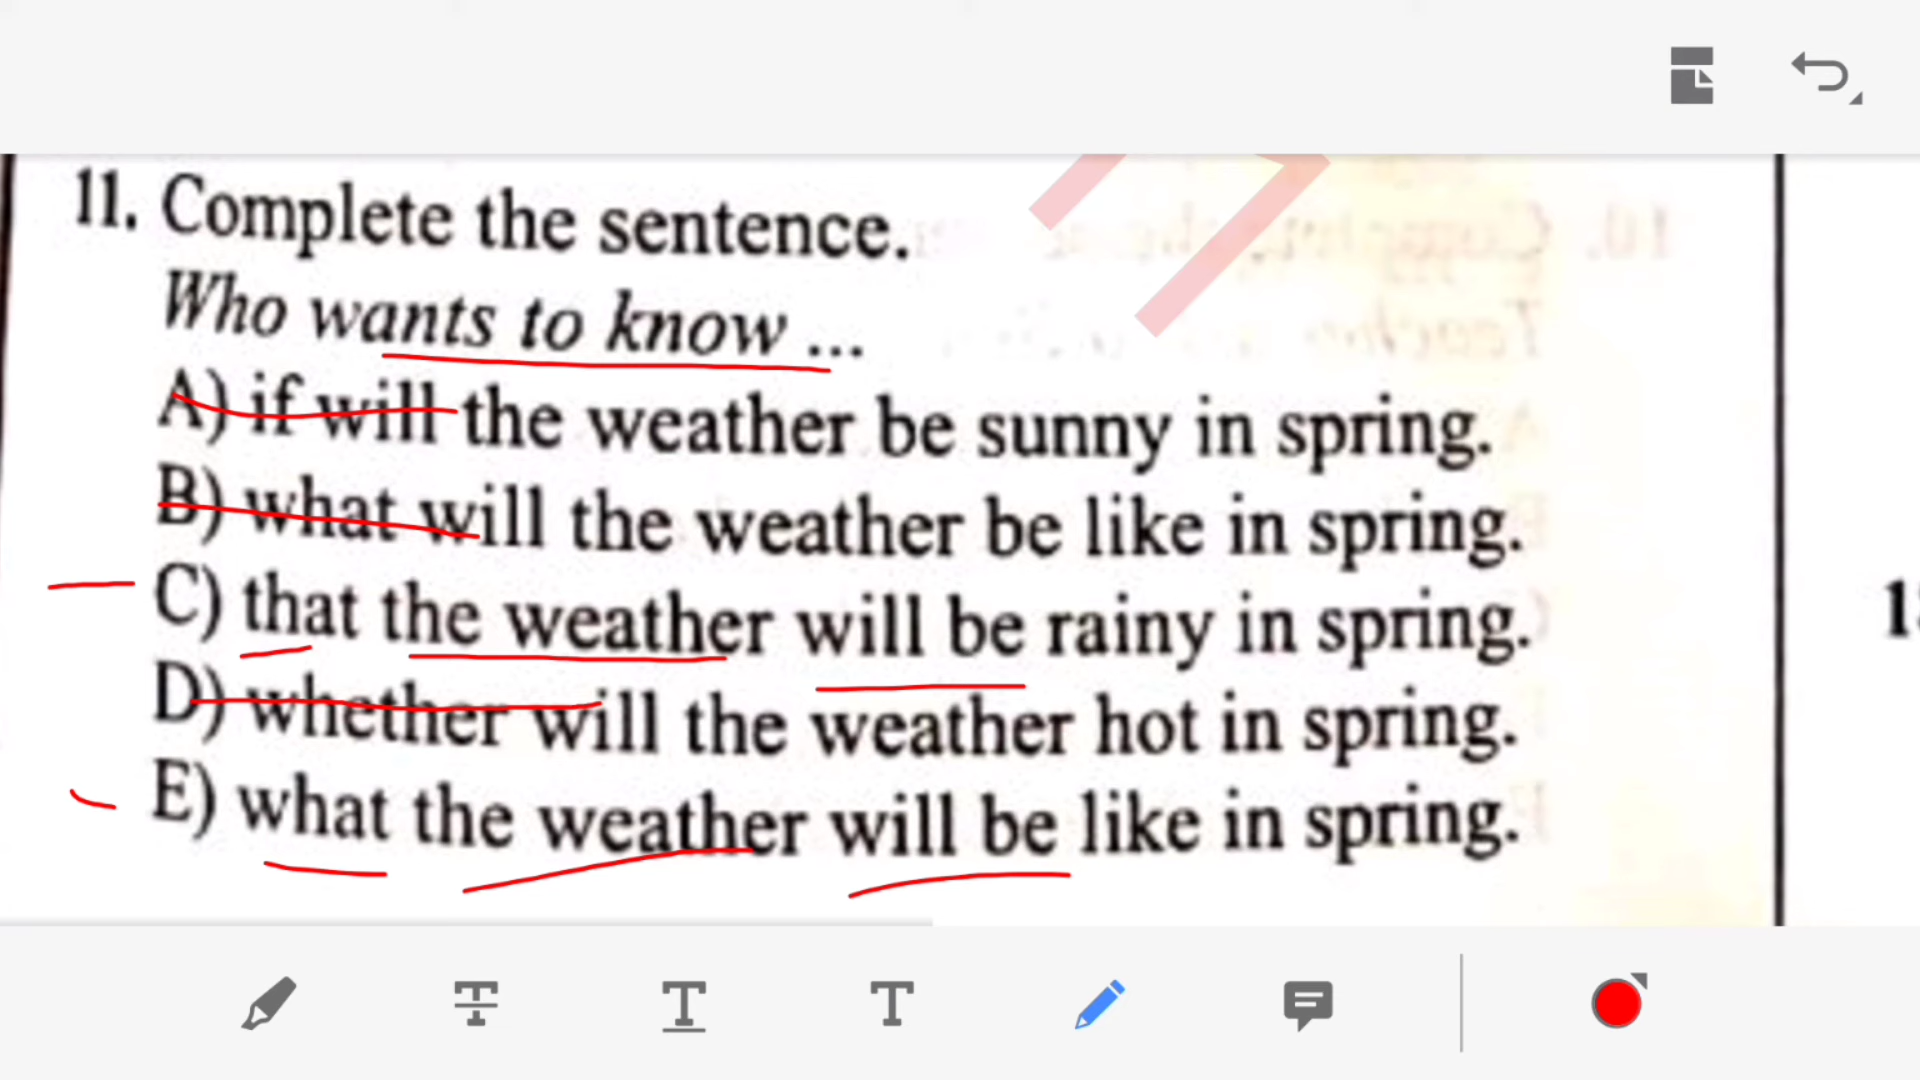 11. Complete the sentence.
Who wants to know ...
A) if will the weather be sunny in spring.
B) what will the weather be like in spring.
C) that the weather will be rainy in spring.
D) whether will the weather hot in spring.
E) what the weather will be like in spring.